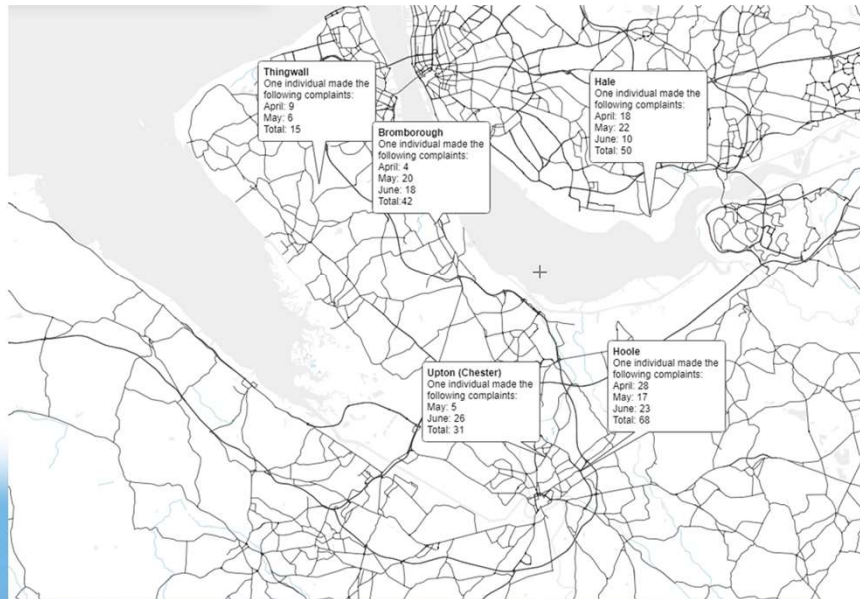 Thingwall
One individual made the
following complaints:
April: 9
May: 6
Total: 15
Bromborough
One individual made the
following complaints:
April: 4
May: 20
June: 18
Total:42
Hale
One individual made the
following complaints:
April: 18
May: 22
June: 10
Total: 50
Upton (Chester)
One individual made the
following complaints:
May: 5
June: 26
Total: 31
Hoole
One individual made the
following complaints:
April: 28
May: 17
June: 23
Total: 68